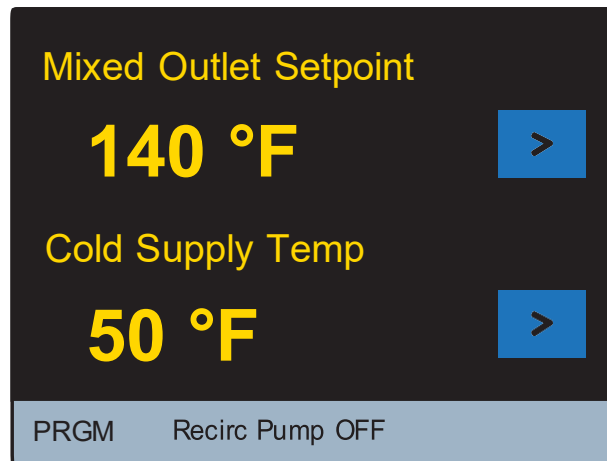 Mixed Outlet Setpoint
140 °F >
Cold Supply Temp
50 °F >
PRGM Recirc Pump OFF